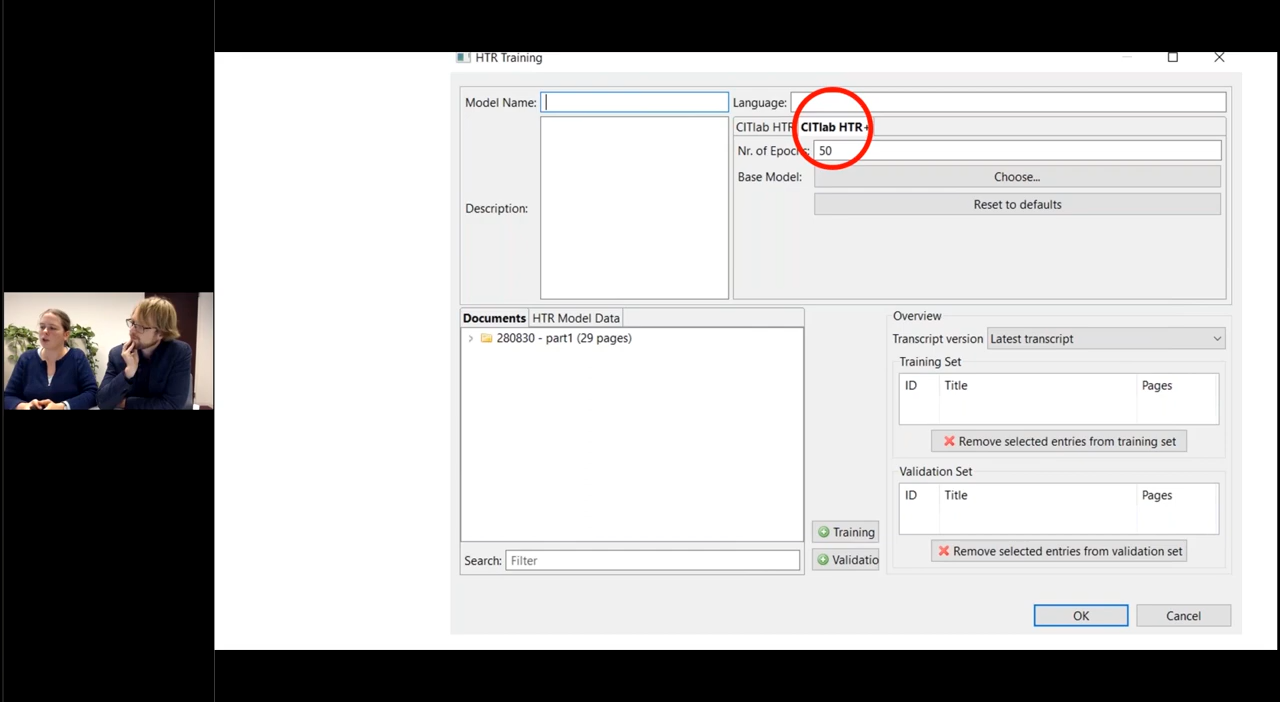 HTR Training
Model Name:
Language:
CITlab HTR CITlab HTR+
Nr. of Epochs: 50
Base Model: Choose...
Reset to defaults
Description:
Documents HTR Model Data
280830 - part1 (29 pages)
Search: Filter
Training
Validatio
Overview
Transcript version Latest transcript
Training Set
ID Title Pages
Remove selected entries from training set
Validation Set
ID Title Pages
Remove selected entries from validation set
OK Cancel